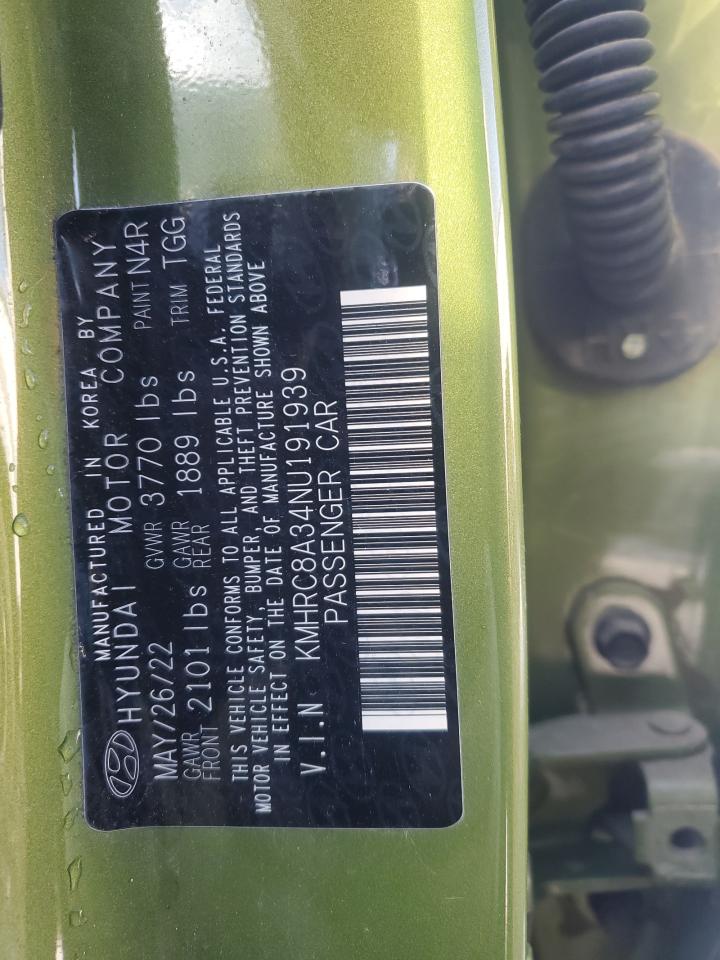 MANUFACTURED IN KOREA BY
HYUNDAI MOTOR COMPANY
MAY/26/22 GVWR 3770 lbs PAINT N4R
GAWR FRONT 2101 lbs GAWR REAR 1889 lbs TRIM TGG
THIS VEHICLE CONFORMS TO ALL APPLICABLE U.S.A. FEDERAL
MOTOR VEHICLE SAFETY, BUMPER, AND THEFT PREVENTION STANDARDS
IN EFFECT ON THE DATE OF MANUFACTURE SHOWN ABOVE
V.I.N KMHRC8A34NU191939
PASSENGER CAR